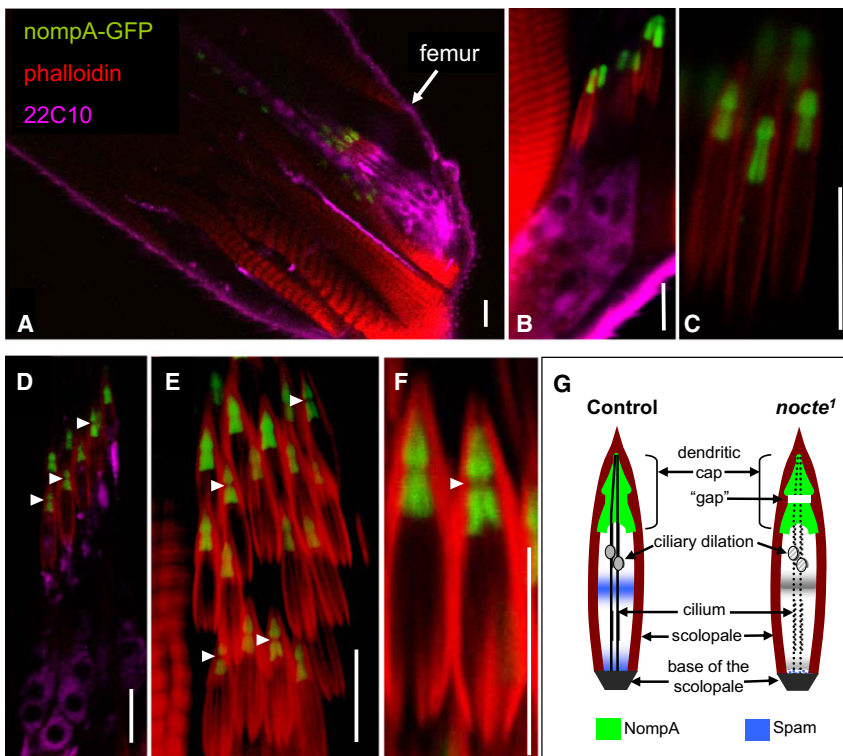 nompA-GFP
phalloidin
22C10
femur
A
B
C
D
E
F
G
Control
nocte1
dendritic
cap
“gap”
ciliary dilation
cilium
scolopale
base of the
scolopale
NompA
Spam